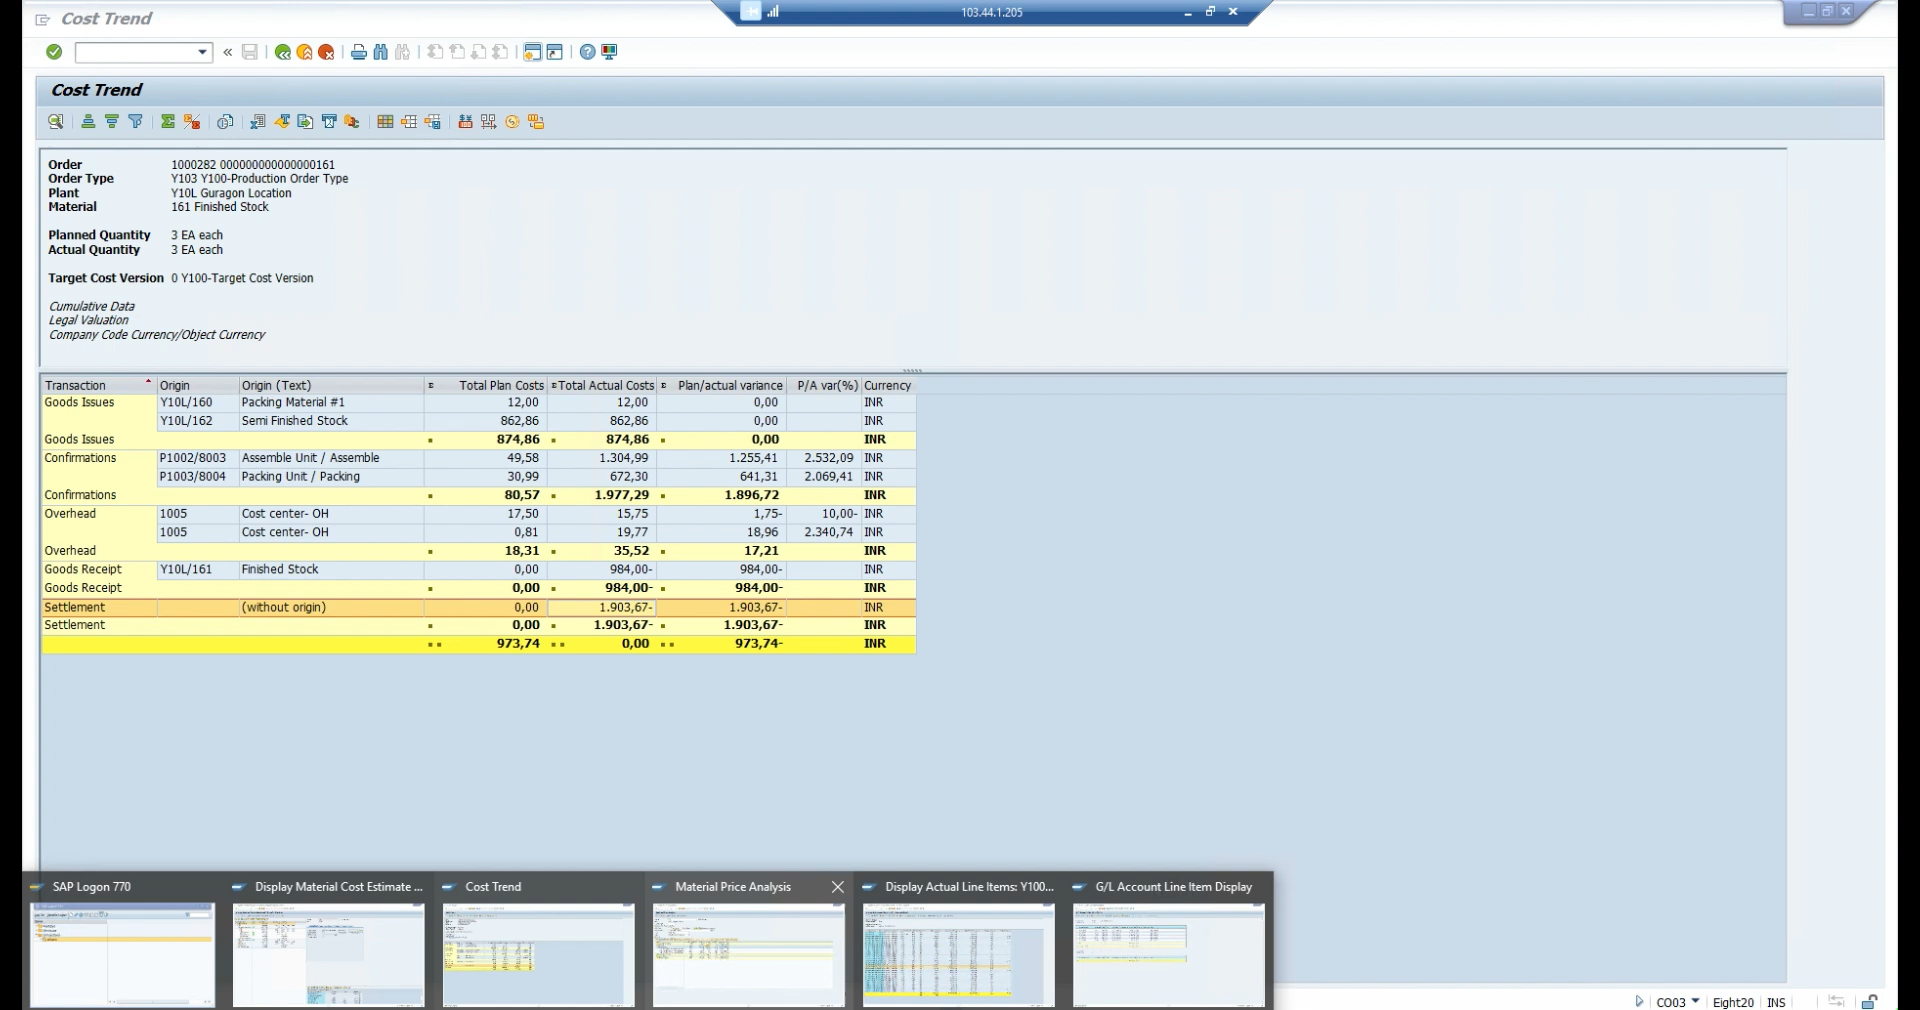 Cost Trend
103.44.1.205
Cost Trend
Order 1000282 000000000000000161
Order Type Y103 Y100-Production Order Type
Plant Y10L Guragon Location
Material 161 Finished Stock
Planned Quantity 3 EA each
Actual Quantity 3 EA each
Target Cost Version 0 Y100-Target Cost Version
Cumulative Data
Legal Valuation
Company Code Currency/Object Currency
Transaction Origin Origin (Text) Σ Total Plan Costs Σ Total Actual Costs Σ Plan/actual variance P/A var(%) Currency
Goods Issues Y10L/160 Packing Material #1 12,00 12,00 0,00 INR
Y10L/162 Semi Finished Stock 862,86 862,86 0,00 INR
Goods Issues 874,86 874,86 0,00 INR
Confirmations P1002/8003 Assemble Unit / Assemble 49,58 1.304,99 1.255,41 2.532,09 INR
P1003/8004 Packing Unit / Packing 30,99 672,30 641,31 2.069,41 INR
Confirmations 80,57 1.977,29 1.896,72 INR
Overhead 1005 Cost center- OH 17,50 15,75 1,75- 10,00- INR
1005 Cost center- OH 0,81 19,77 18,96 2.340,74 INR
Overhead 18,31 35,52 17,21 INR
Goods Receipt Y10L/161 Finished Stock 0,00 984,00- 984,00- INR
Goods Receipt 0,00 984,00- 984,00- INR
Settlement (without origin) 0,00 1.903,67- 1.903,67- INR
Settlement 0,00 1.903,67- 1.903,67- INR
973,74 0,00 973,74- INR
SAP Logon 770 Display Material Cost Estimate ... Cost Trend Material Price Analysis Display Actual Line Items: Y100... G/L Account Line Item Display
CO03 Eight20 INS